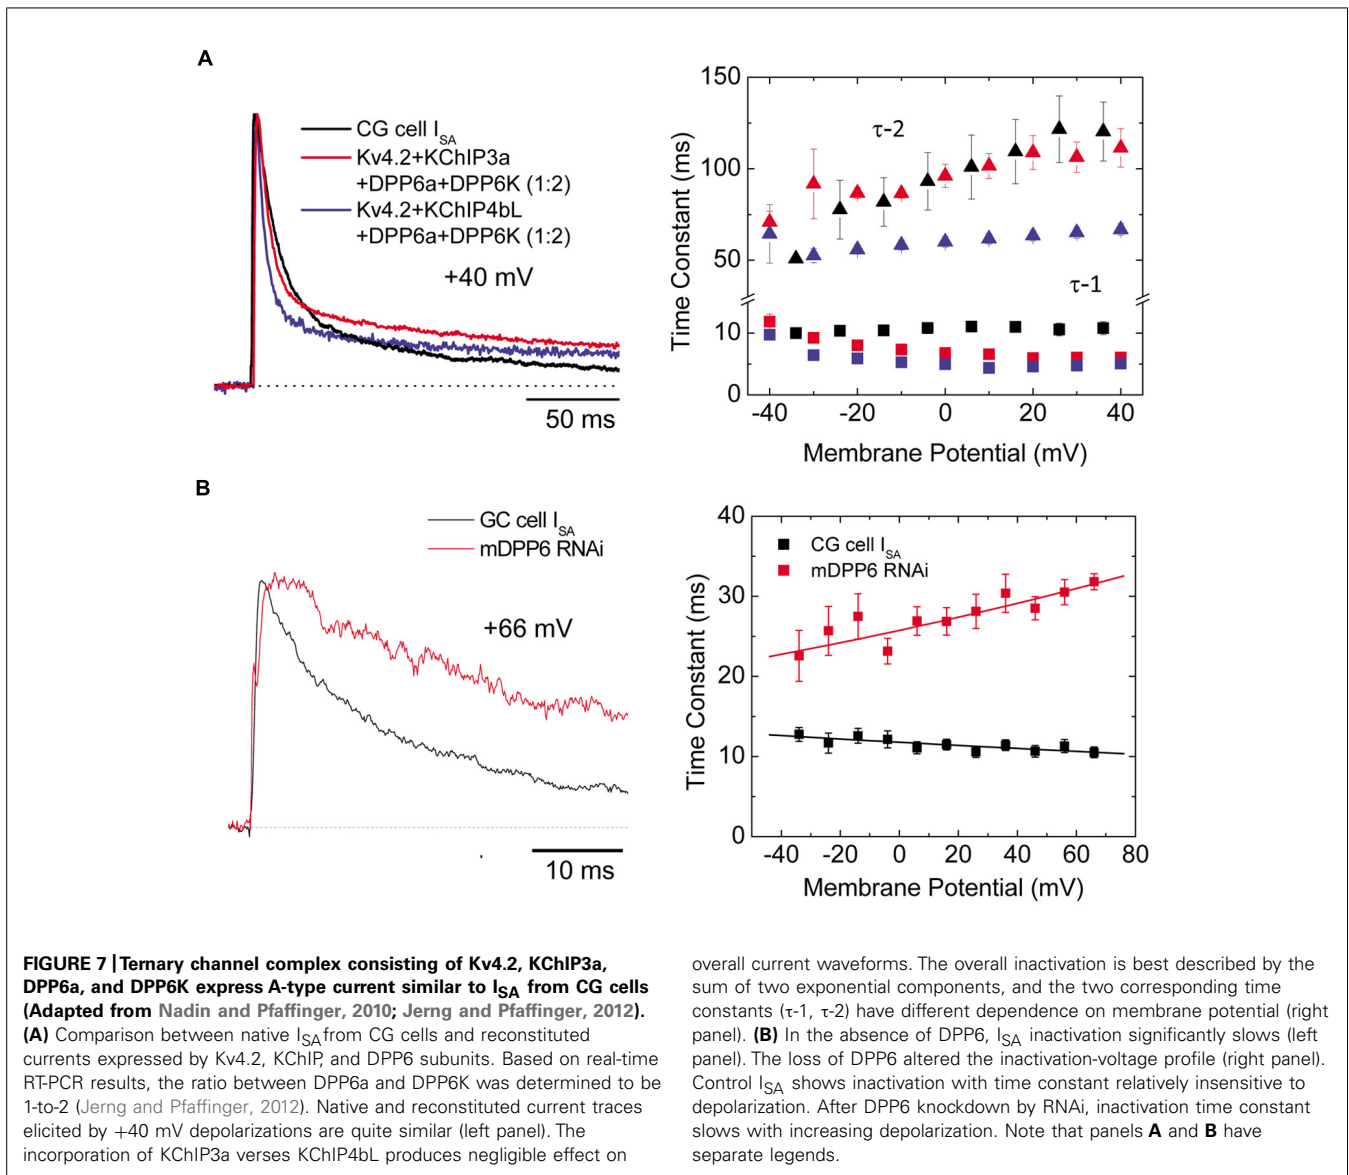 A
CG cell ISA
Kv4.2+KChIP3a
+DPP6a+DPP6K (1:2)
Kv4.2+KChIP4bL
+DPP6a+DPP6K (1:2)
+40 mV
50 ms
150
100
50
10
0
Time Constant (ms)
τ-2
τ-1
-40
-20
0
20
40
Membrane Potential (mV)
B
GC cell ISA
mDPP6 RNAi
+66 mV
10 ms
40
30
20
10
0
Time Constant (ms)
CG cell ISA
mDPP6 RNAi
-40
-20
0
20
40
60
80
Membrane Potential (mV)
FIGURE 7 | Ternary channel complex consisting of Kv4.2, KChIP3a,
DPP6a, and DPP6K express A-type current similar to ISA from CG cells
(Adapted from Nadin and Pfaffinger, 2010; Jerng and Pfaffinger, 2012).
(A) Comparison between native ISA from CG cells and reconstituted
currents expressed by Kv4.2, KChIP, and DPP6 subunits. Based on real-time
RT-PCR results, the ratio between DPP6a and DPP6K was determined to be
1-to-2 (Jerng and Pfaffinger, 2012). Native and reconstituted current traces
elicited by +40 mV depolarizations are quite similar (left panel). The
incorporation of KChIP3a verses KChIP4bL produces negligible effect on
overall current waveforms. The overall inactivation is best described by the
sum of two exponential components, and the two corresponding time
constants (τ-1, τ-2) have different dependence on membrane potential (right
panel). (B) In the absence of DPP6, ISA inactivation significantly slows (left
panel). The loss of DPP6 altered the inactivation-voltage profile (right panel).
Control ISA shows inactivation with time constant relatively insensitive to
depolarization. After DPP6 knockdown by RNAi, inactivation time constant
slows with increasing depolarization. Note that panels A and B have
separate legends.